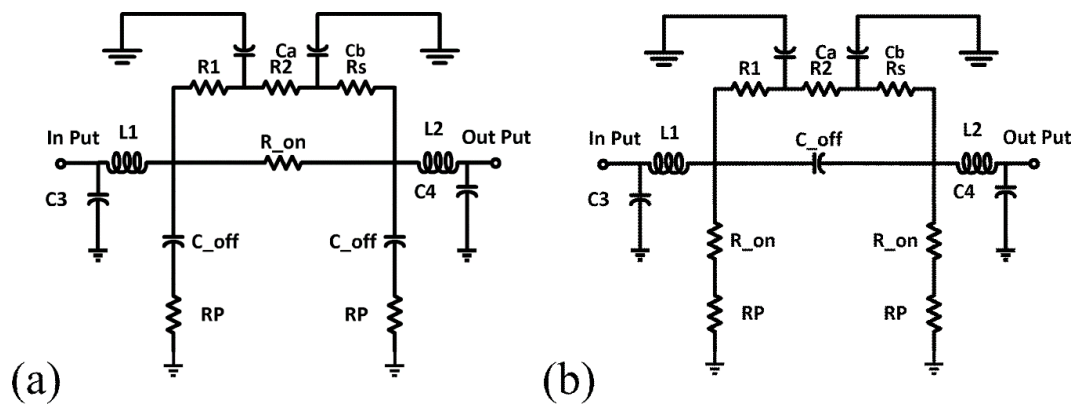 Ca Cb
R1 R2 Rs
In Put L1 R_on L2 Out Put
C3 C4
C_off C_off
RP RP
(a)
Ca Cb
R1 R2 Rs
In Put L1 C_off L2 Out Put
C3 C4
R_on R_on
RP RP
(b)